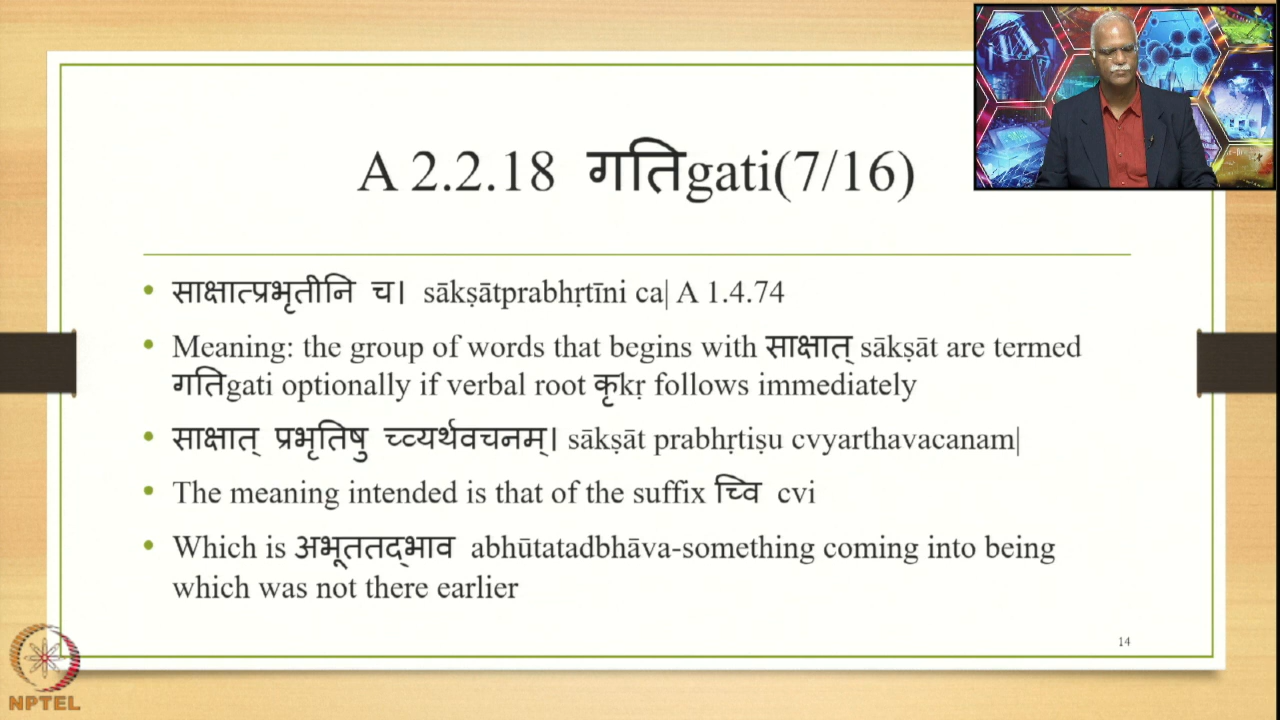 A 2.2.18 गतिgati(7/16)
• साक्षात्प्रभृतीनि च। sākṣātprabhṛtīni ca| A 1.4.74
• Meaning: the group of words that begins with साक्षात् sākṣāt are termed
गतिgati optionally if verbal root कृkṛ follows immediately
• साक्षात् प्रभृतिषु च्व्यर्थवचनम्। sākṣāt prabhṛtiṣu cvyarthavacanam|
• The meaning intended is that of the suffix च्वि cvi
• Which is अभूततद्भाव abhūtatadbhāva-something coming into being
which was not there earlier
14
NPTEL